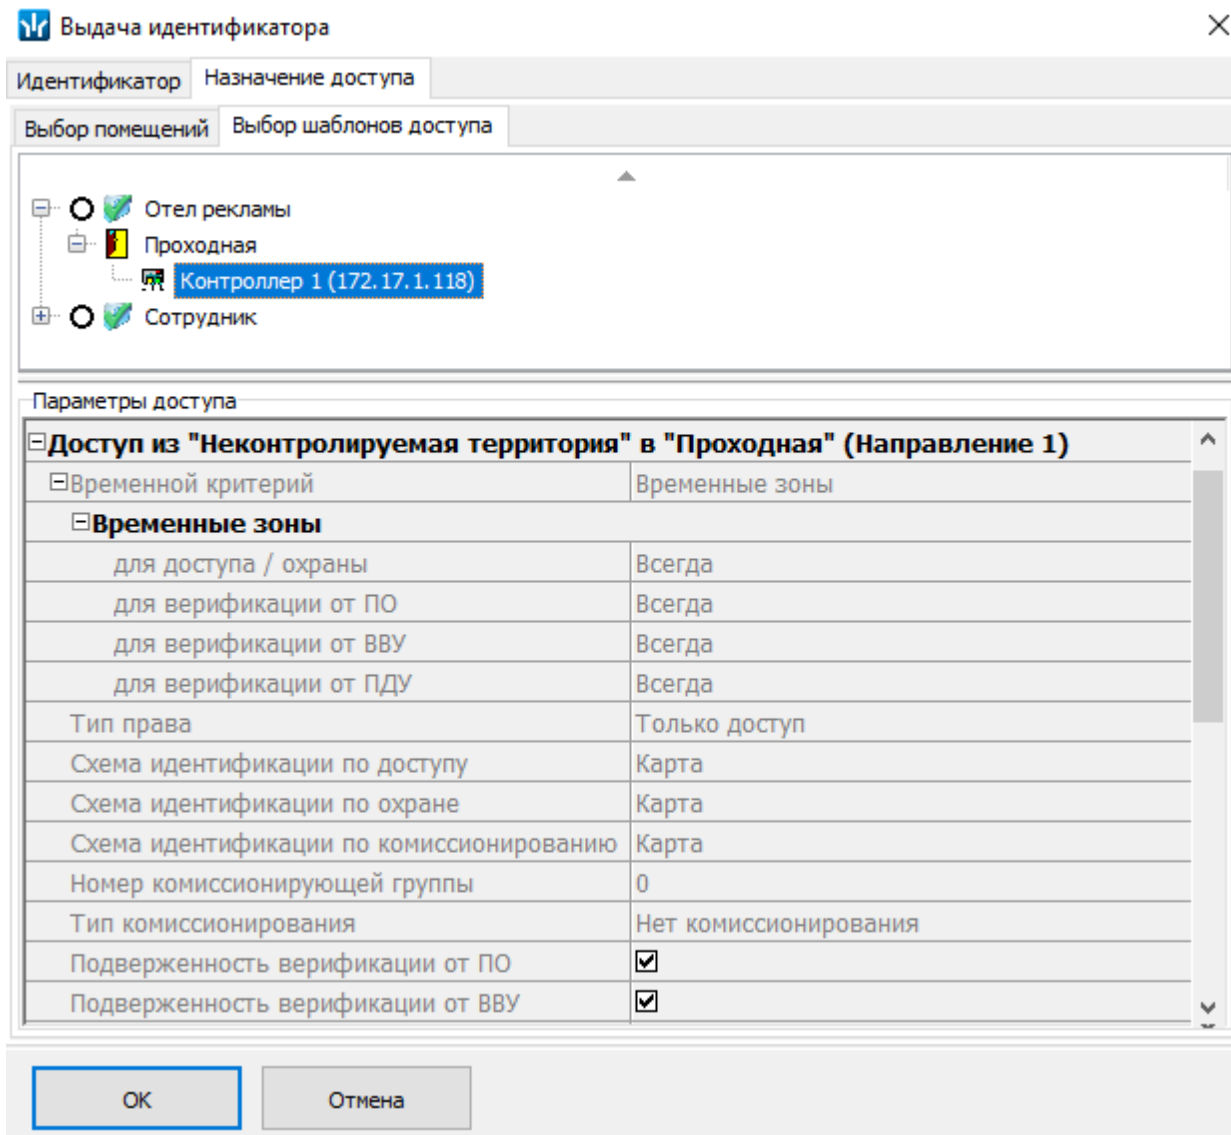 Выдача идентификатора
Идентификатор Назначение доступа
Выбор помещений Выбор шаблонов доступа
Отел рекламы
Проходная
Контроллер 1 (172.17.1.118)
Сотрудник
Параметры доступа
Доступ из "Неконтролируемая территория" в "Проходная" (Направление 1)
Временной критерий Временные зоны
Временные зоны
для доступа / охраны Всегда
для верификации от ПО Всегда
для верификации от ВВУ Всегда
для верификации от ПДУ Всегда
Тип права Только доступ
Схема идентификации по доступу Карта
Схема идентификации по охране Карта
Схема идентификации по комиссионированию Карта
Номер комиссионирующей группы 0
Тип комиссионирования Нет комиссионирования
Подверженность верификации от ПО
Подверженность верификации от ВВУ
ОК Отмена